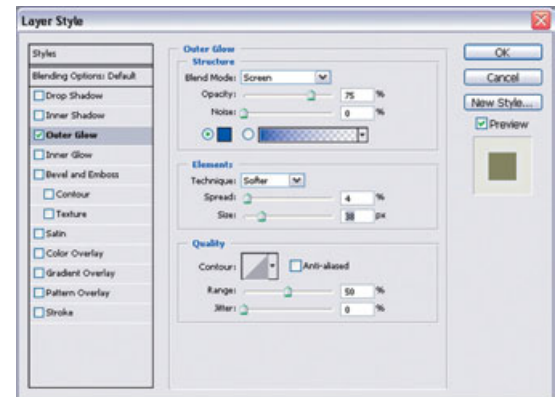 Layer Style
Styles
Blending Options: Default
Drop Shadow
Inner Shadow
Outer Glow
Inner Glow
Bevel and Emboss
Contour
Texture
Satin
Color Overlay
Gradient Overlay
Pattern Overlay
Stroke
Outer Glow
Structure
Blend Mode: Screen
Opacity: 75 %
Noise: 0 %
Elements
Technique: Softer
Spread: 4 %
Size: px
Quality
Contour: Anti-aliased
Range: 50 %
Jitter: 0 %
OK
Cancel
New Style...
Preview